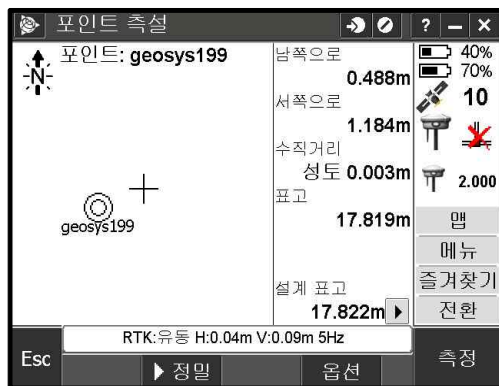 포인트 측설
? - ×
포인트: geosys199
N
geosys199
남쪽으로
0.488m
서쪽으로
1.184m
수직거리
성토 0.003m
표고
17.819m
설계 표고
17.822m
40%
70%
10
2.000
맵
메뉴
즐겨찾기
전환
측정
RTK:유동 H:0.04m V:0.09m 5Hz
Esc
정밀
옵션